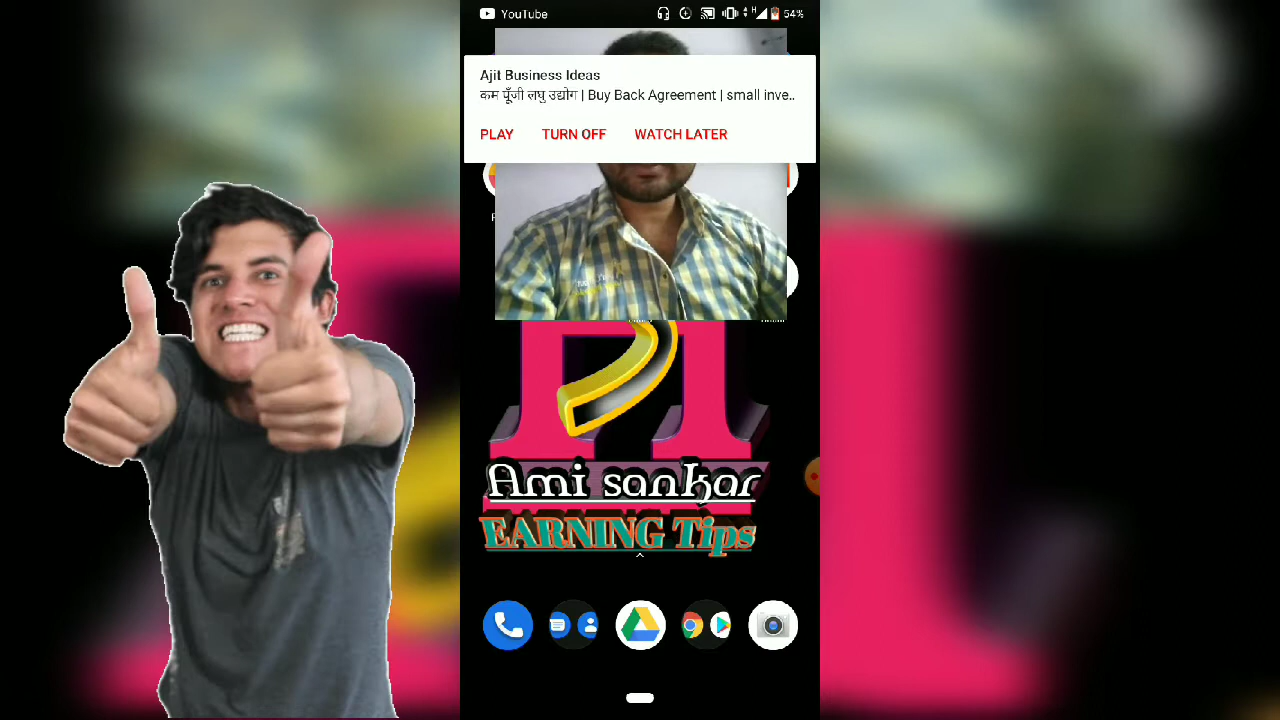 YouTube
H
54%
Ajit Business Ideas
कम पूँजी लघु उद्योग | Buy Back Agreement | small inve..
PLAY TURN OFF WATCH LATER
Ami sankar
EARNING Tips